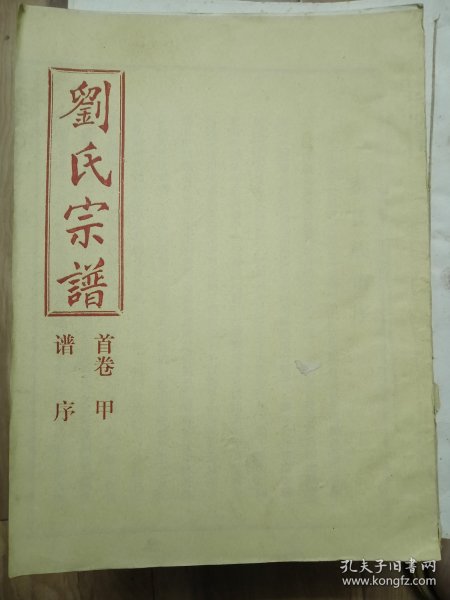 劉氏宗譜
首卷 甲
谱序
孔夫子旧书网
www.kongfz.com